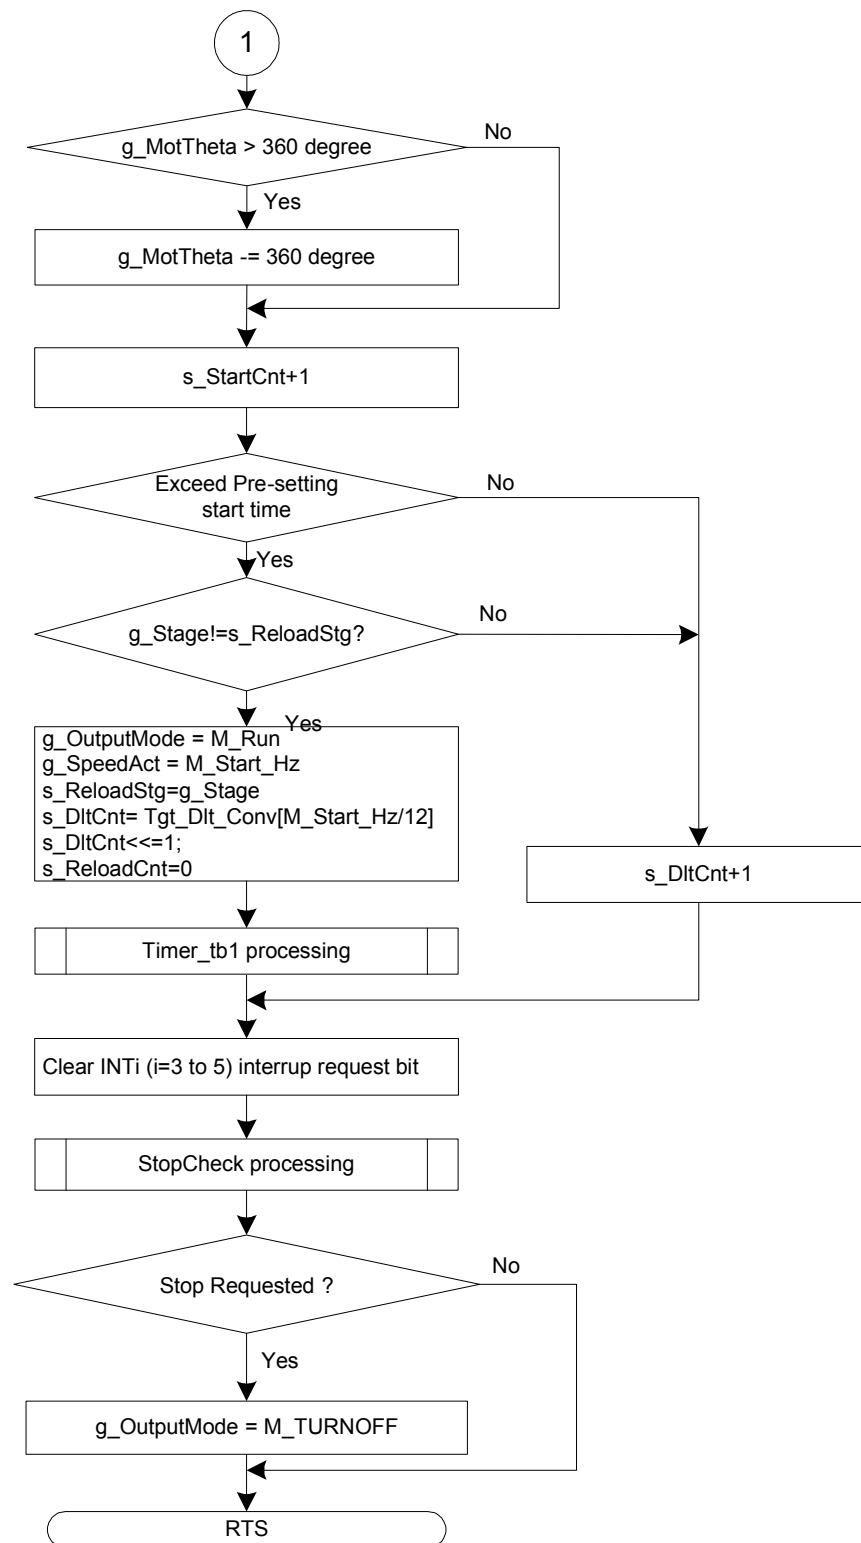 1
g_MotTheta > 360 degree
No
Yes
g_MotTheta -= 360 degree
s_StartCnt+1
Exceed Pre-setting
start time
No
Yes
g_Stage!=s_ReloadStg?
No
Yes
g_OutputMode = M_Run
g_SpeedAct = M_Start_Hz
s_ReloadStg=g_Stage
s_DltCnt= Tgt_Dlt_Conv[M_Start_Hz/12]
s_DltCnt<<=1;
s_ReloadCnt=0
s_DltCnt+1
Timer_tb1 processing
Clear INTi (i=3 to 5) interrup request bit
StopCheck processing
Stop Requested ?
No
Yes
g_OutputMode = M_TURNOFF
RTS